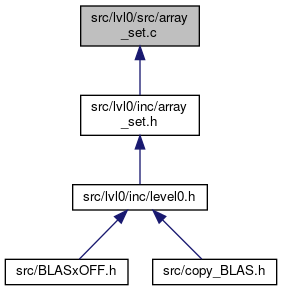 src/lvl0/src/array
_set.c
src/lvl0/inc/array
_set.h
src/lvl0/inc/level0.h
src/BLASxOFF.h
src/copy_BLAS.h